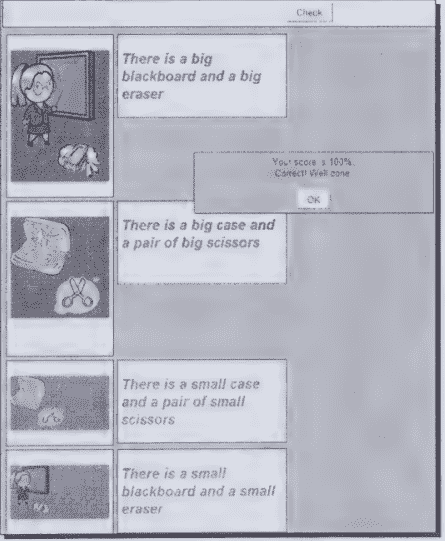 Check
There is a big
blackboard and a big
eraser
Your score is 100%.
Correct! Well done
OK
There is a big case and
a pair of big scissors
There is a small case
and a pair of small
scissors
There is a small
blackboard and a small
eraser